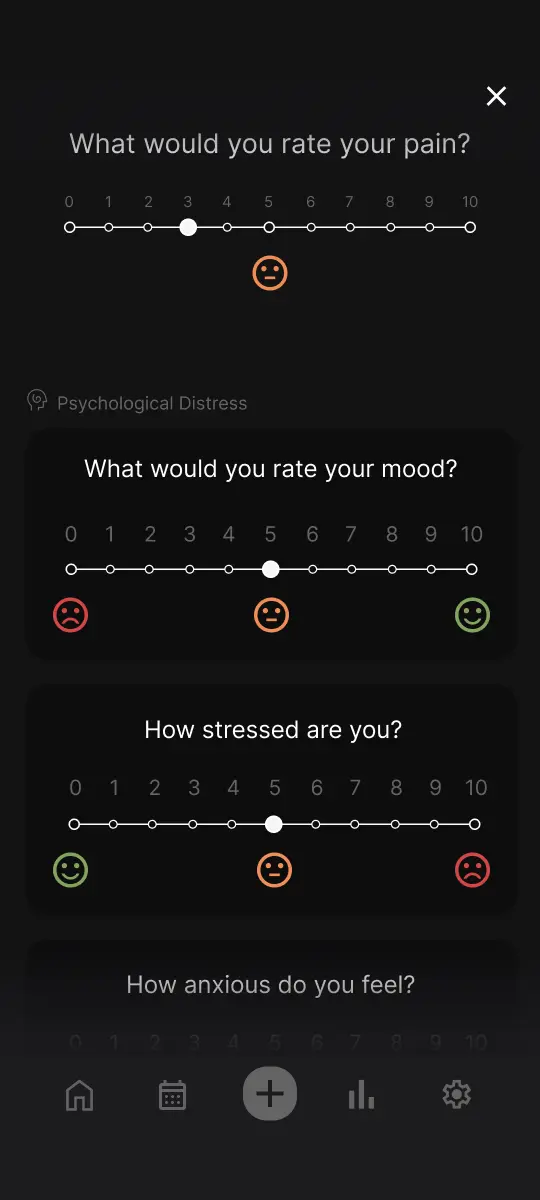 What would you rate your pain?
0 1 2 3 4 5 6 7 8 9 10
Psychological Distress
What would you rate your mood?
0 1 2 3 4 5 6 7 8 9 10
How stressed are you?
0 1 2 3 4 5 6 7 8 9 10
How anxious do you feel?
0 1 2 3 4 5 6 7 8 9 10